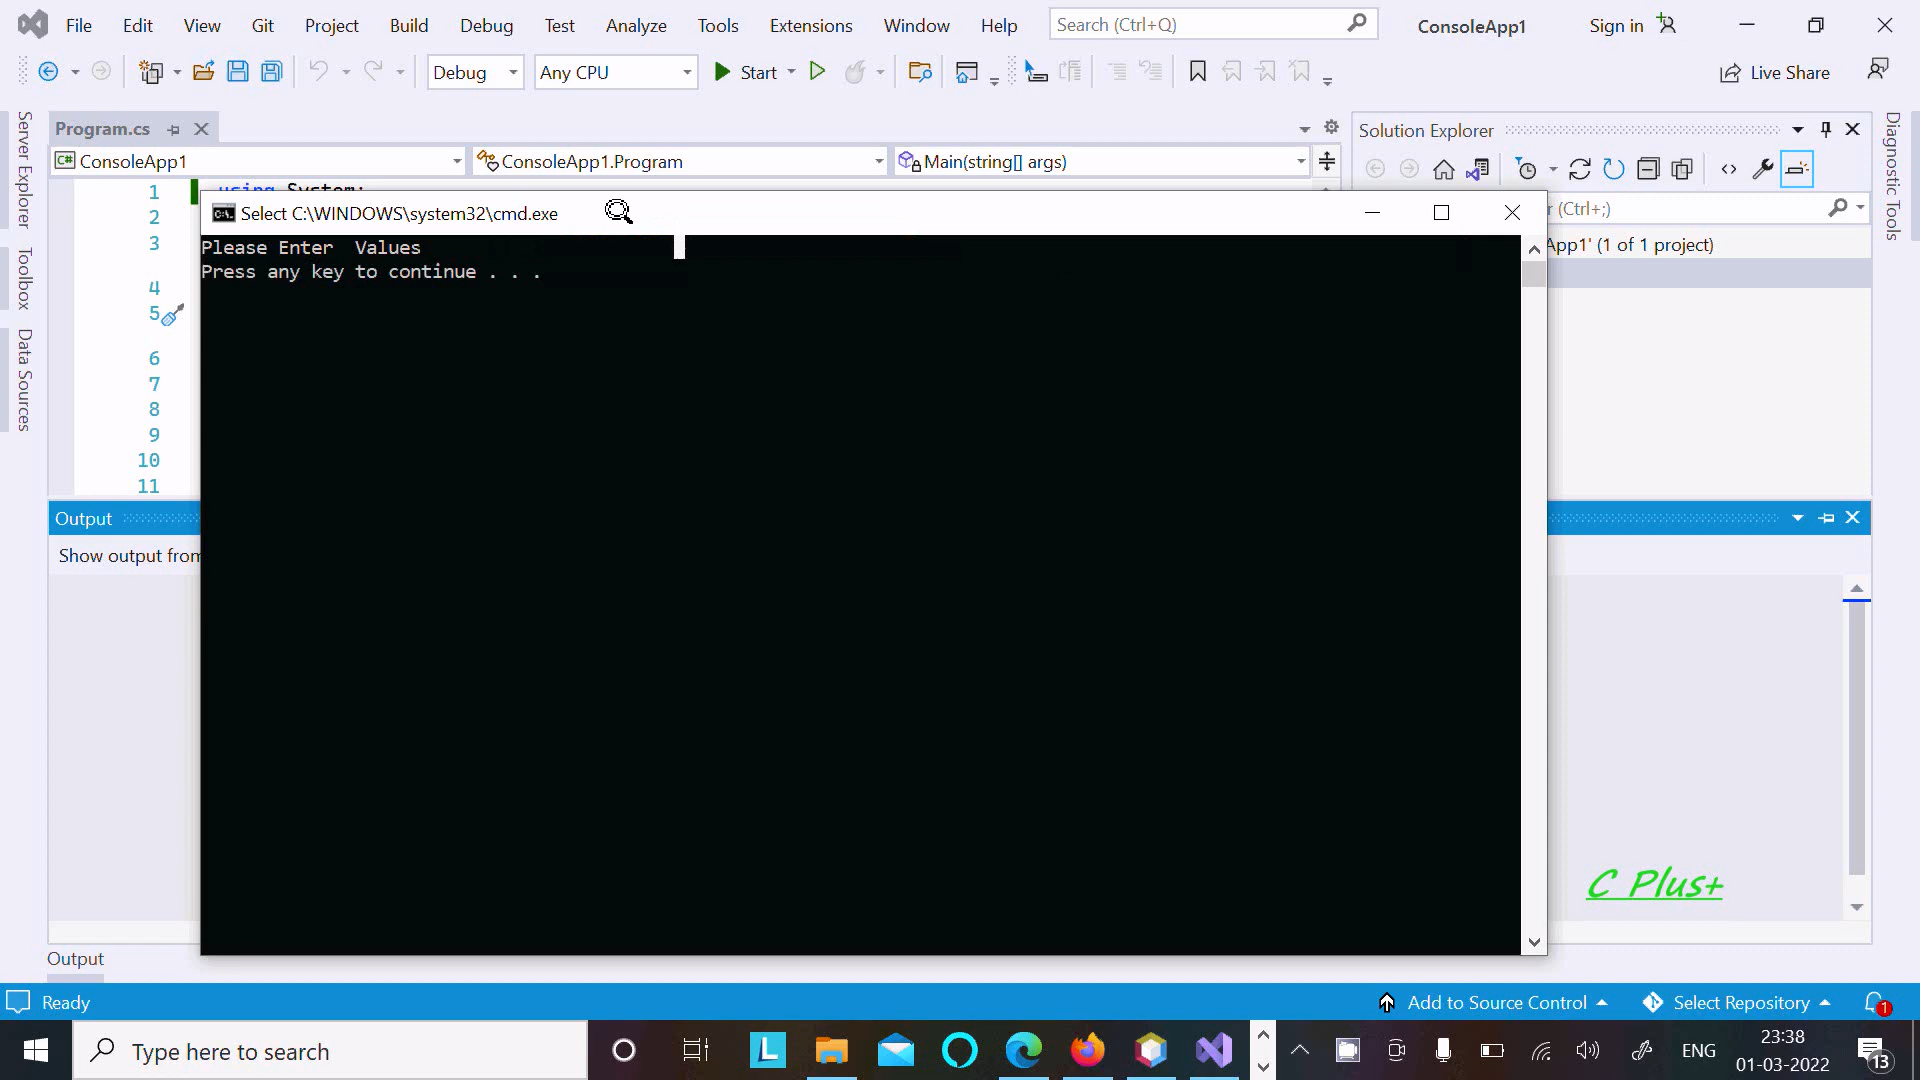 File Edit View Git Project Build Debug Test Analyze Tools Extensions Window Help Search (Ctrl+Q) ConsoleApp1 Sign in
Debug Any CPU Start Live Share
Server Explorer
Toolbox
Data Sources
Program.cs
ConsoleApp1 ConsoleApp1.Program Main(string[] args)
1
2
3
4
5
6
7
8
9
10
11
using System;
Select C:\WINDOWS\system32\cmd.exe
Please Enter  Values
Press any key to continue . . .
Solution Explorer
(Ctrl+;)
App1' (1 of 1 project)
Diagnostic Tools
Output
Show output from
C Plus+
Output
Ready Add to Source Control Select Repository 1
Type here to search L ENG
23:38
01-03-2022
13